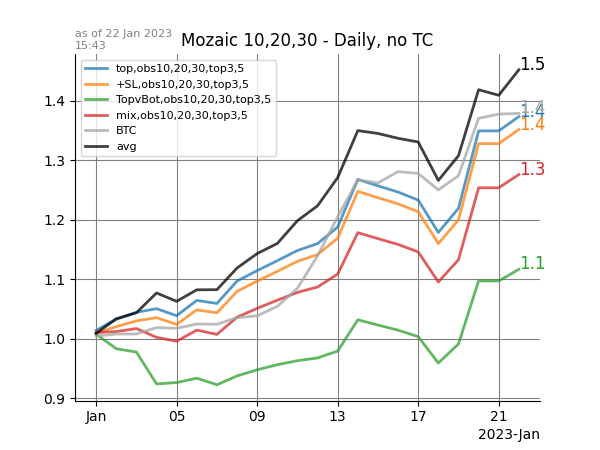 as of 22 Jan 2023
15:43
Mozaic 10,20,30 - Daily, no TC
top,obs10,20,30,top3,5
+SL,obs10,20,30,top3,5
TopvBot,obs10,20,30,top3,5
mix,obs10,20,30,top3,5
BTC
avg
1.5
1.4
1.4
1.4
1.3
1.1
1.4
1.3
1.2
1.1
1.0
0.9
Jan 05 09 13 17 21
2023-Jan